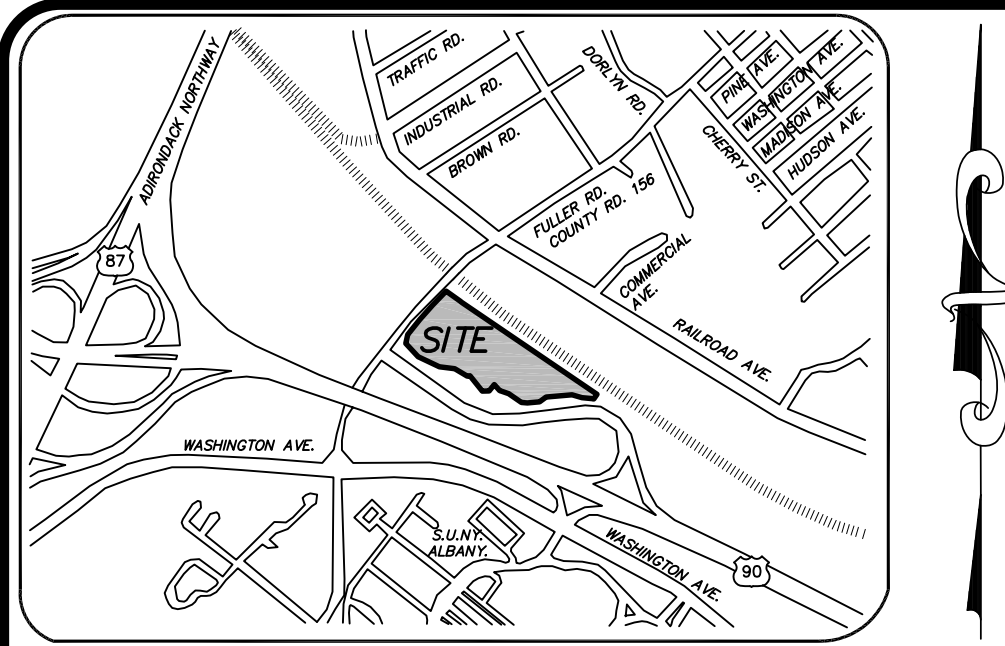 TRAFFIC RD.
INDUSTRIAL RD.
BROWN RD.
DORLYN RD.
PINE AVE.
WASHINGTON AVE.
MADISON AVE.
HUDSON AVE.
CHERRY ST.
ADIRONDACK NORTHWAY
87
FULLER RD.
COUNTY RD. 156
COMMERCIAL
AVE.
RAILROAD AVE.
SITE
WASHINGTON AVE.
S.U.NY.
ALBANY.
WASHINGTON AVE.
90